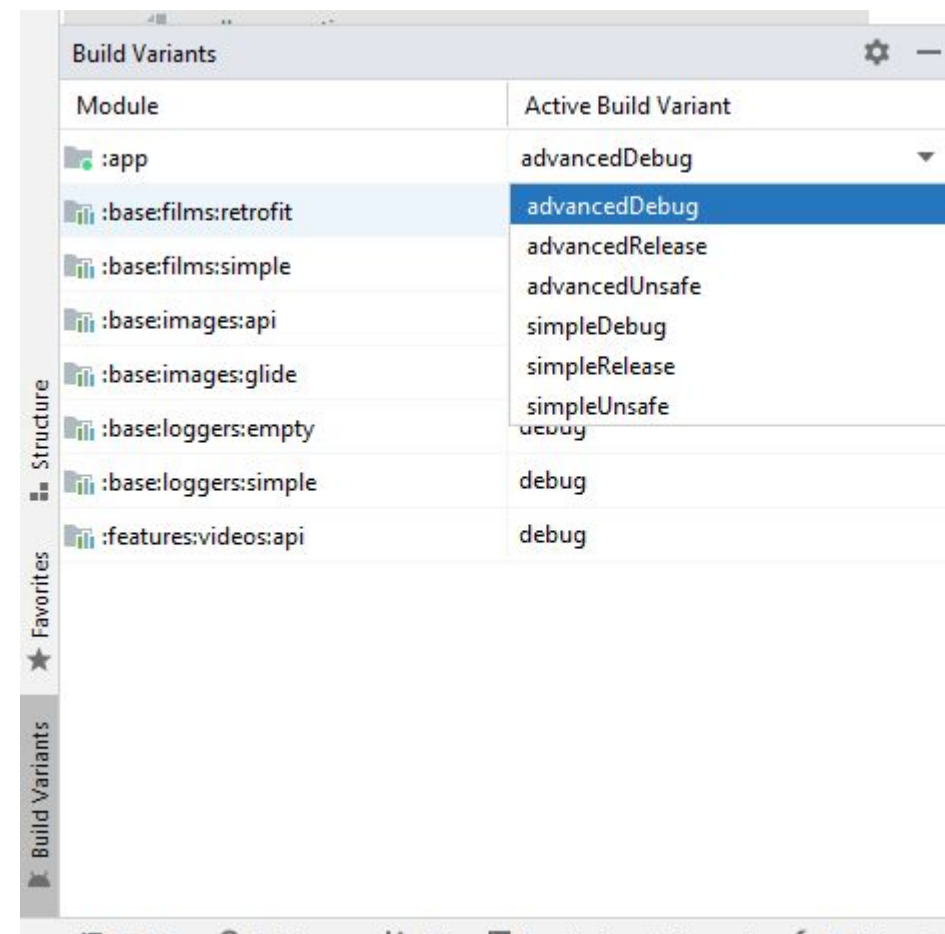 Build Variants
Module Active Build Variant
:app advancedDebug
:base:films:retrofit advancedDebug
:base:films:simple advancedRelease
:base:images:api advancedUnsafe
simpleDebug
:base:images:glide simpleRelease
simpleUnsafe
:base:loggers:empty debug
:base:loggers:simple debug
:features:videos:api debug
Structure
Favorites
Build Variants